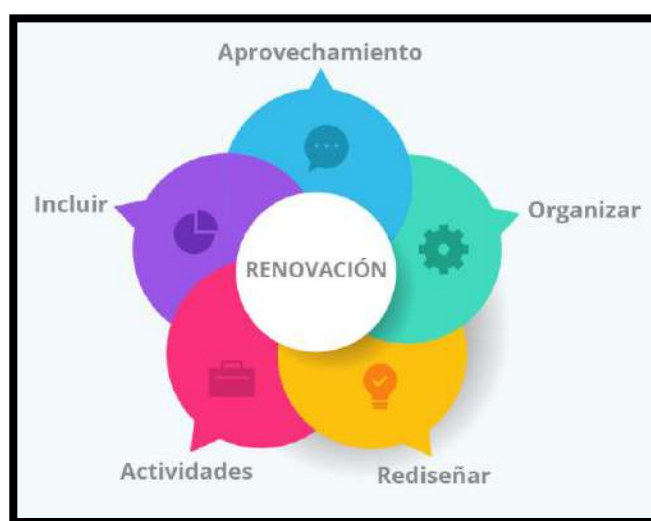 Aprovechamiento
Incluir
Organizar
RENOVACIÓN
Actividades
Rediseñar